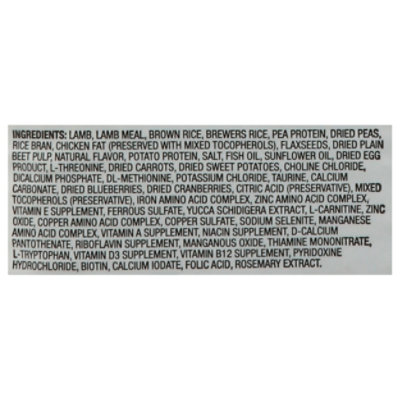 INGREDIENTS: LAMB, LAMB MEAL, BROWN RICE, BREWERS RICE, PEA PROTEIN, DRIED PEAS,
RICE BRAN, CHICKEN FAT (PRESERVED WITH MIXED TOCOPHEROLS), FLAXSEEDS, DRIED PLAIN
BEET PULP, NATURAL FLAVOR, POTATO PROTEIN, SALT, FISH OIL, SUNFLOWER OIL, DRIED EGG
PRODUCT, L-THREONINE, DRIED CARROTS, DRIED SWEET POTATOES, CHOLINE CHLORIDE,
DICALCIUM PHOSPHATE, DL-METHIONINE, POTASSIUM CHLORIDE, TAURINE, CALCIUM
CARBONATE, DRIED BLUEBERRIES, DRIED CRANBERRIES, CITRIC ACID (PRESERVATIVE), MIXED
TOCOPHEROLS (PRESERVATIVE), IRON AMINO ACID COMPLEX, ZINC AMINO ACID COMPLEX,
VITAMIN E SUPPLEMENT, FERROUS SULFATE, YUCCA SCHIDIGERA EXTRACT, L-CARNITINE, ZINC
OXIDE, COPPER AMINO ACID COMPLEX, COPPER SULFATE, SODIUM SELENITE, MANGANESE
AMINO ACID COMPLEX, VITAMIN A SUPPLEMENT, NIACIN SUPPLEMENT, D-CALCIUM
PANTOTHENATE, RIBOFLAVIN SUPPLEMENT, MANGANOUS OXIDE, THIAMINE MONONITRATE,
L-TRYPTOPHAN, VITAMIN D3 SUPPLEMENT, VITAMIN B12 SUPPLEMENT, PYRIDOXINE
HYDROCHLORIDE, BIOTIN, CALCIUM IODATE, FOLIC ACID, ROSEMARY EXTRACT.